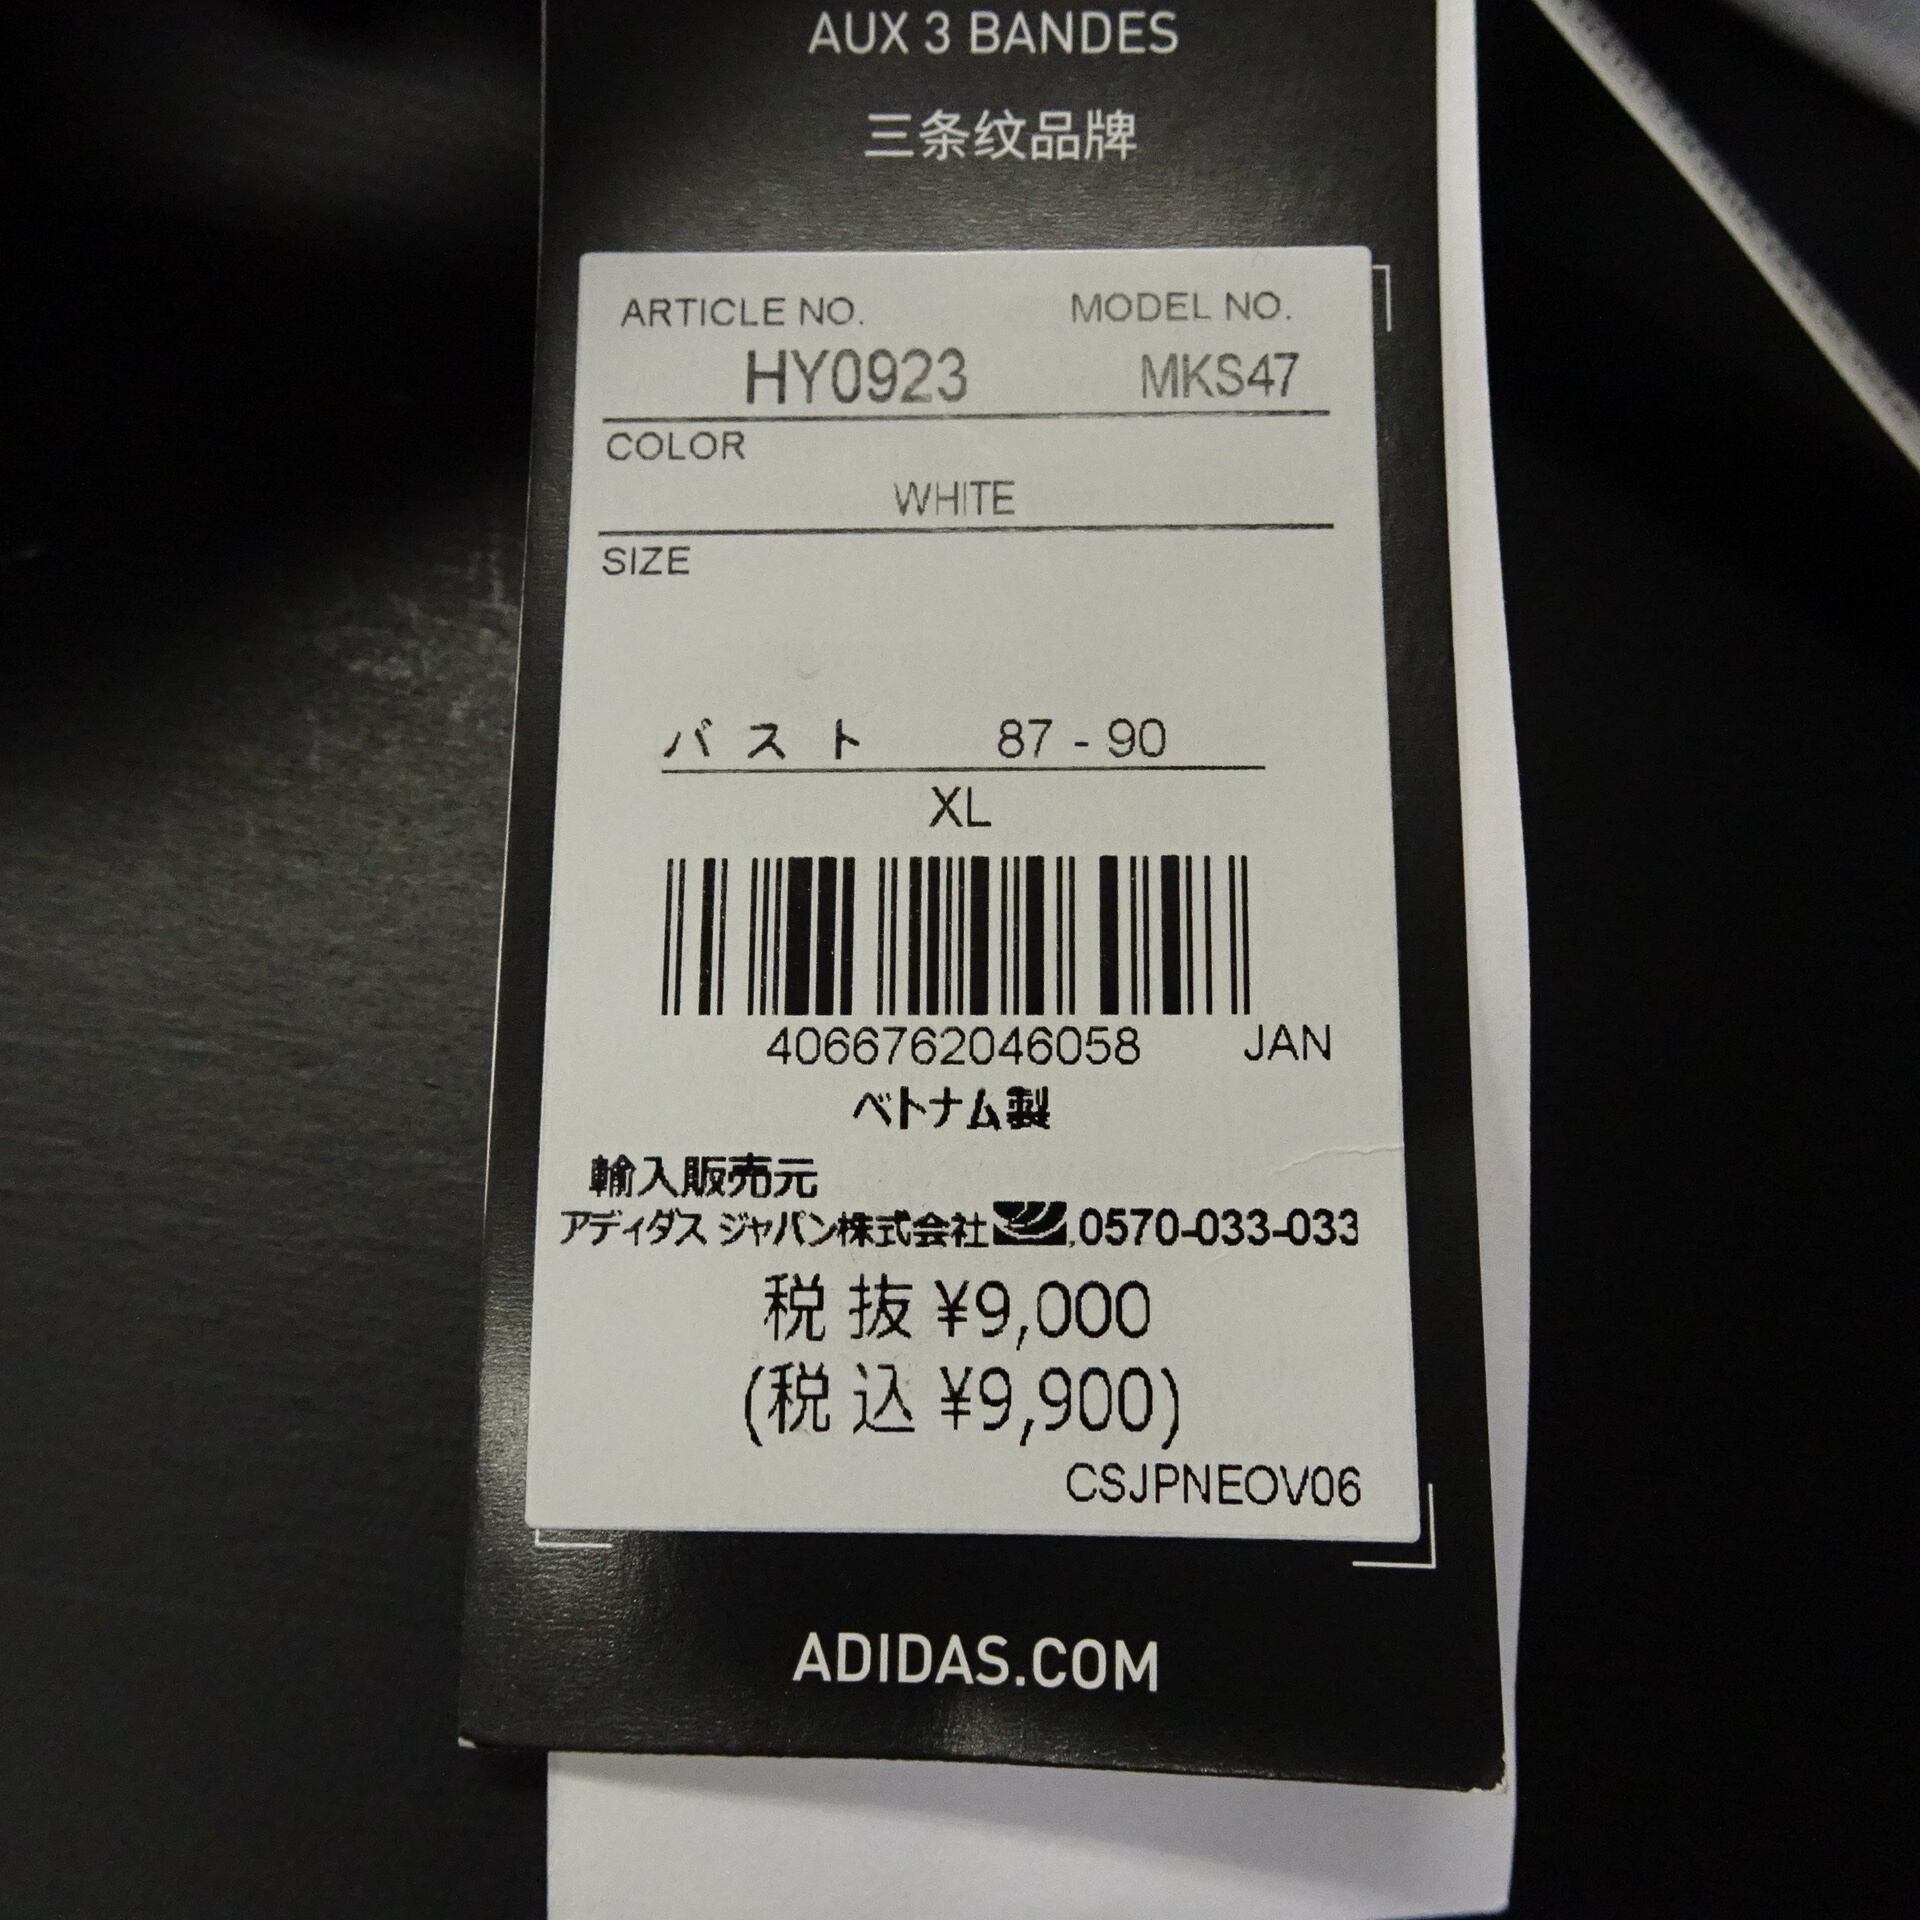 AUX 3 BANDES
三条纹品牌
ARTICLE NO. MODEL NO.
HY0923 MKS47
COLOR
WHITE
SIZE
バスト 87 - 90
XL
4066762046058 JAN
ベトナム製
輸入販売元
アディダス ジャパン株式会社 0570-033-033
税抜 ¥9,000
(税込 ¥9,900)
CSJPNEOV06
ADIDAS.COM